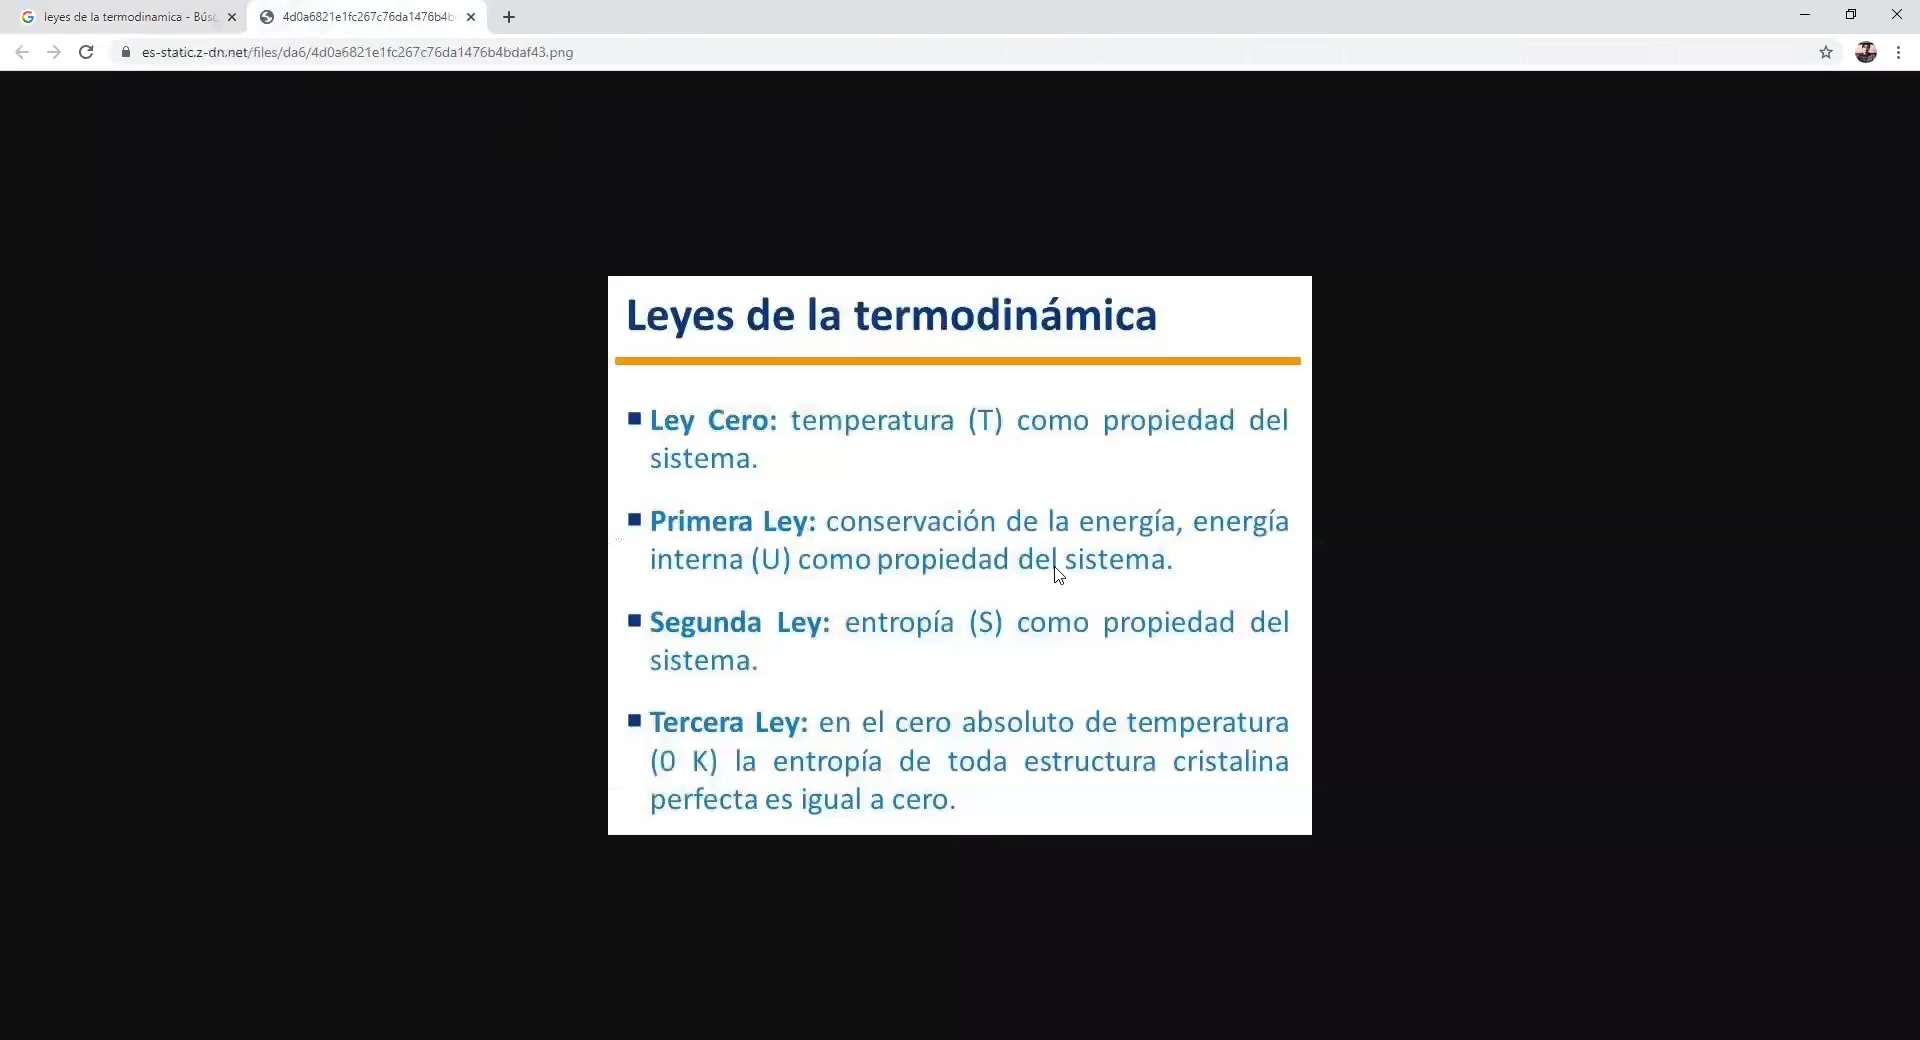 leyes de la termodinamica - Bús
4d0a6821e1fc267c76da1476b4b
es-static.z-dn.net/files/da6/4d0a6821e1fc267c76da1476b4bdaf43.png
Leyes de la termodinámica
Ley Cero: temperatura (T) como propiedad del
sistema.
Primera Ley: conservación de la energía, energía
interna (U) como propiedad del sistema.
Segunda Ley: entropía (S) como propiedad del
sistema.
Tercera Ley: en el cero absoluto de temperatura
(0 K) la entropía de toda estructura cristalina
perfecta es igual a cero.